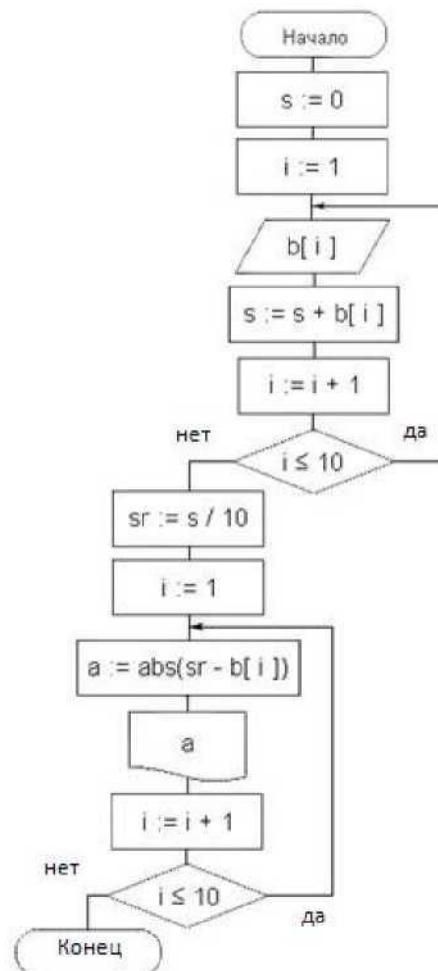 Начало
s := 0
i := 1
b[ i ]
s := s + b[ i ]
i := i + 1
нет
да
i ≤ 10
sr := s / 10
i := 1
a := abs(sr - b[ i ])
a
i := i + 1
нет
i ≤ 10
да
Конец